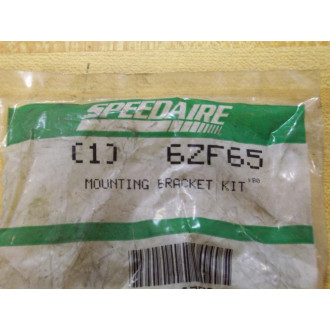 SPEEDAIRE
(1) 6ZF65
MOUNTING BRACKET KIT